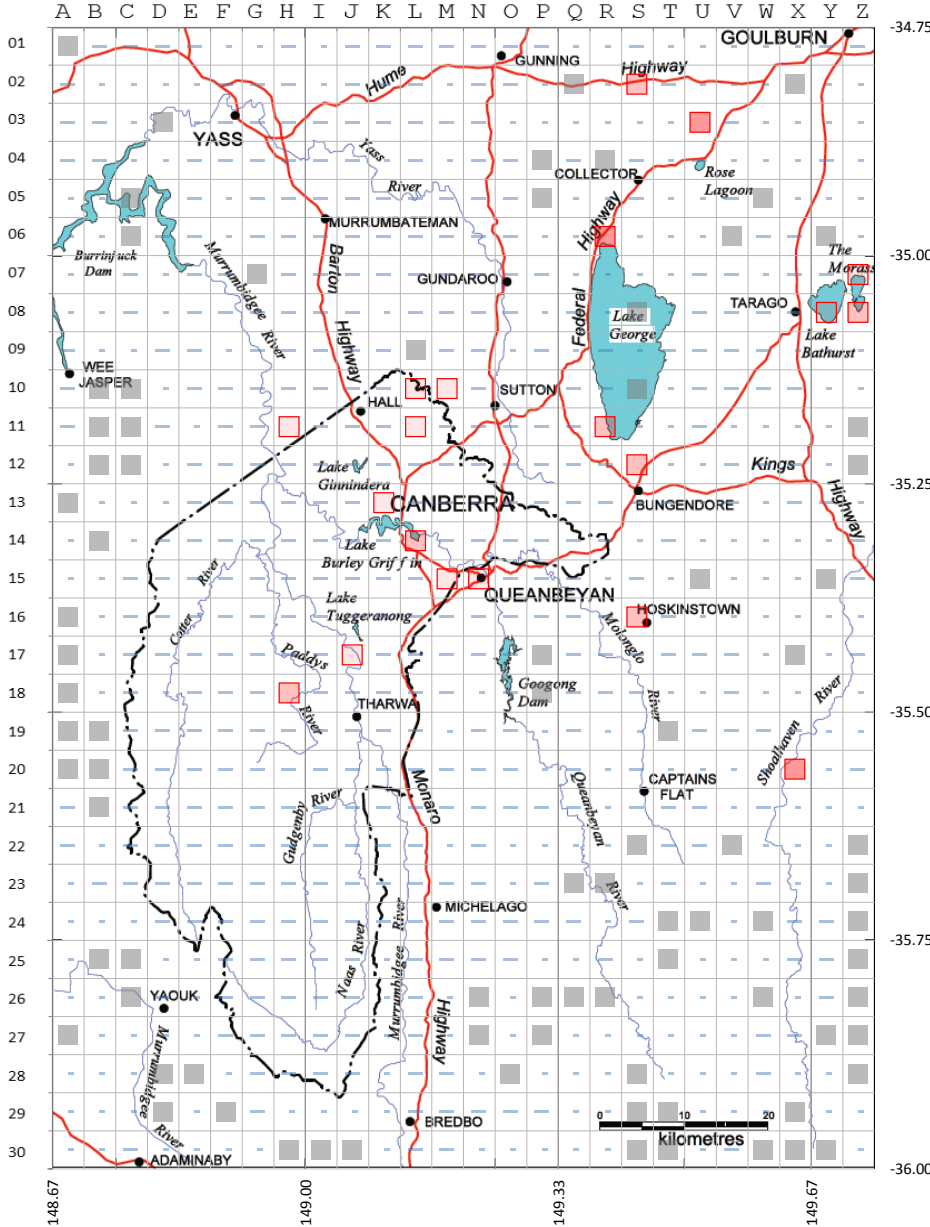 A B C D E F G H I J K L M N O P Q R S T U V W X Y Z
-34.75
GOULBURN
01
GUNNING
Hume
Highway
02
03
YASS
Yass
04
River
COLLECTOR
Rose
Lagoon
05
MURRUMBATEMAN
Highway
06
Burrinjuck
Dam
Murrumbidgee
River
Barton
Highway
-35.00
The
Morass
07
GUNDAROO
Federal
TARAGO
08
Lake
George
Lake
Bathurst
09
WEE
JASPER
10
SUTTON
HALL
11
12
Lake
Ginnindera
Kings
Highway
-35.25
13
CANBERRA
BUNGENDORE
14
Lake
Burley Griffin
15
QUEANBEYAN
River
Cotter
Lake
Tuggeranong
HOSKINSTOWN
16
Molonglo
River
17
Paddys
River
Googong
Dam
18
THARWA
River
Shoalhaven
-35.50
19
20
Monaro
CAPTAINS
FLAT
Queanbeyan
River
21
River
Gudgenby
22
23
24
MICHELAGO
River
Naas
River
Murrumbidgee
-35.75
25
26
YAOUK
Highway
27
Murrumbidgee
River
28
29
BREDBO
0 10 20
kilometres
30
ADAMINABY
-36.00
148.67
149.00
149.33
149.67